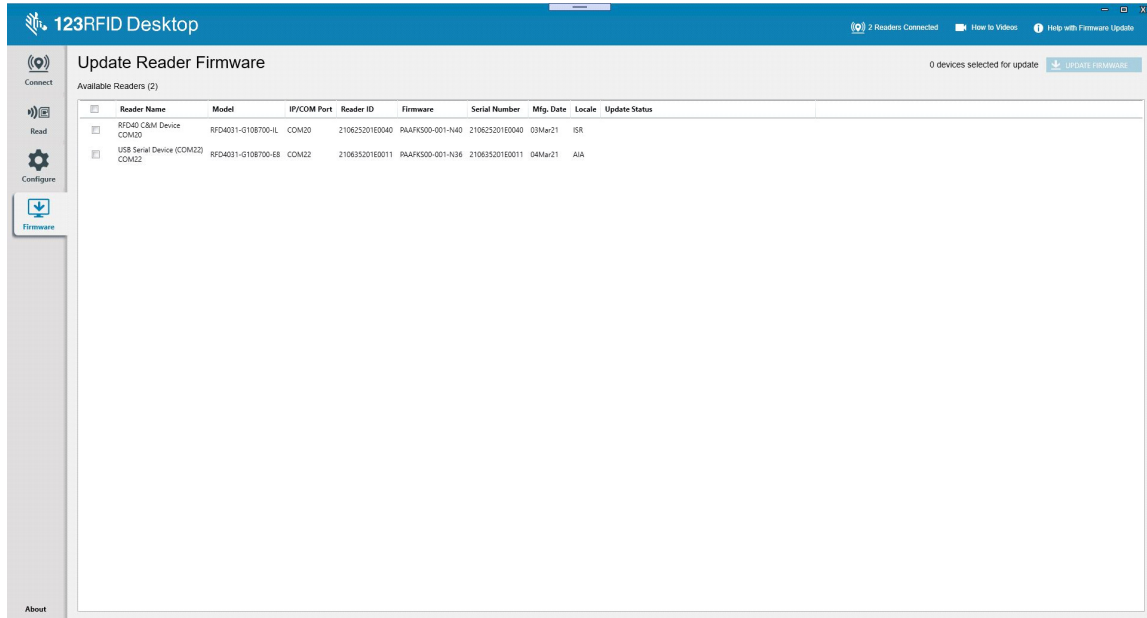 123RFID Desktop
2 Readers Connected
How to Videos
Help with Firmware Update
Connect
Read
Configure
Firmware
About
Update Reader Firmware
0 devices selected for update
UPDATE FIRMWARE
Available Readers (2)
Reader Name Model IP/COM Port Reader ID Firmware Serial Number Mfg. Date Locale Update Status
RFD40 C&M Device
COM20 RFD4031-G10B700-IL COM20 210625201E0040 PAAFKS00-001-N40 210625201E0040 03Mar21 ISR
USB Serial Device (COM22)
COM22 RFD4031-G10B700-E8 COM22 210635201E0011 PAAFKS00-001-N36 210635201E0011 04Mar21 AIA